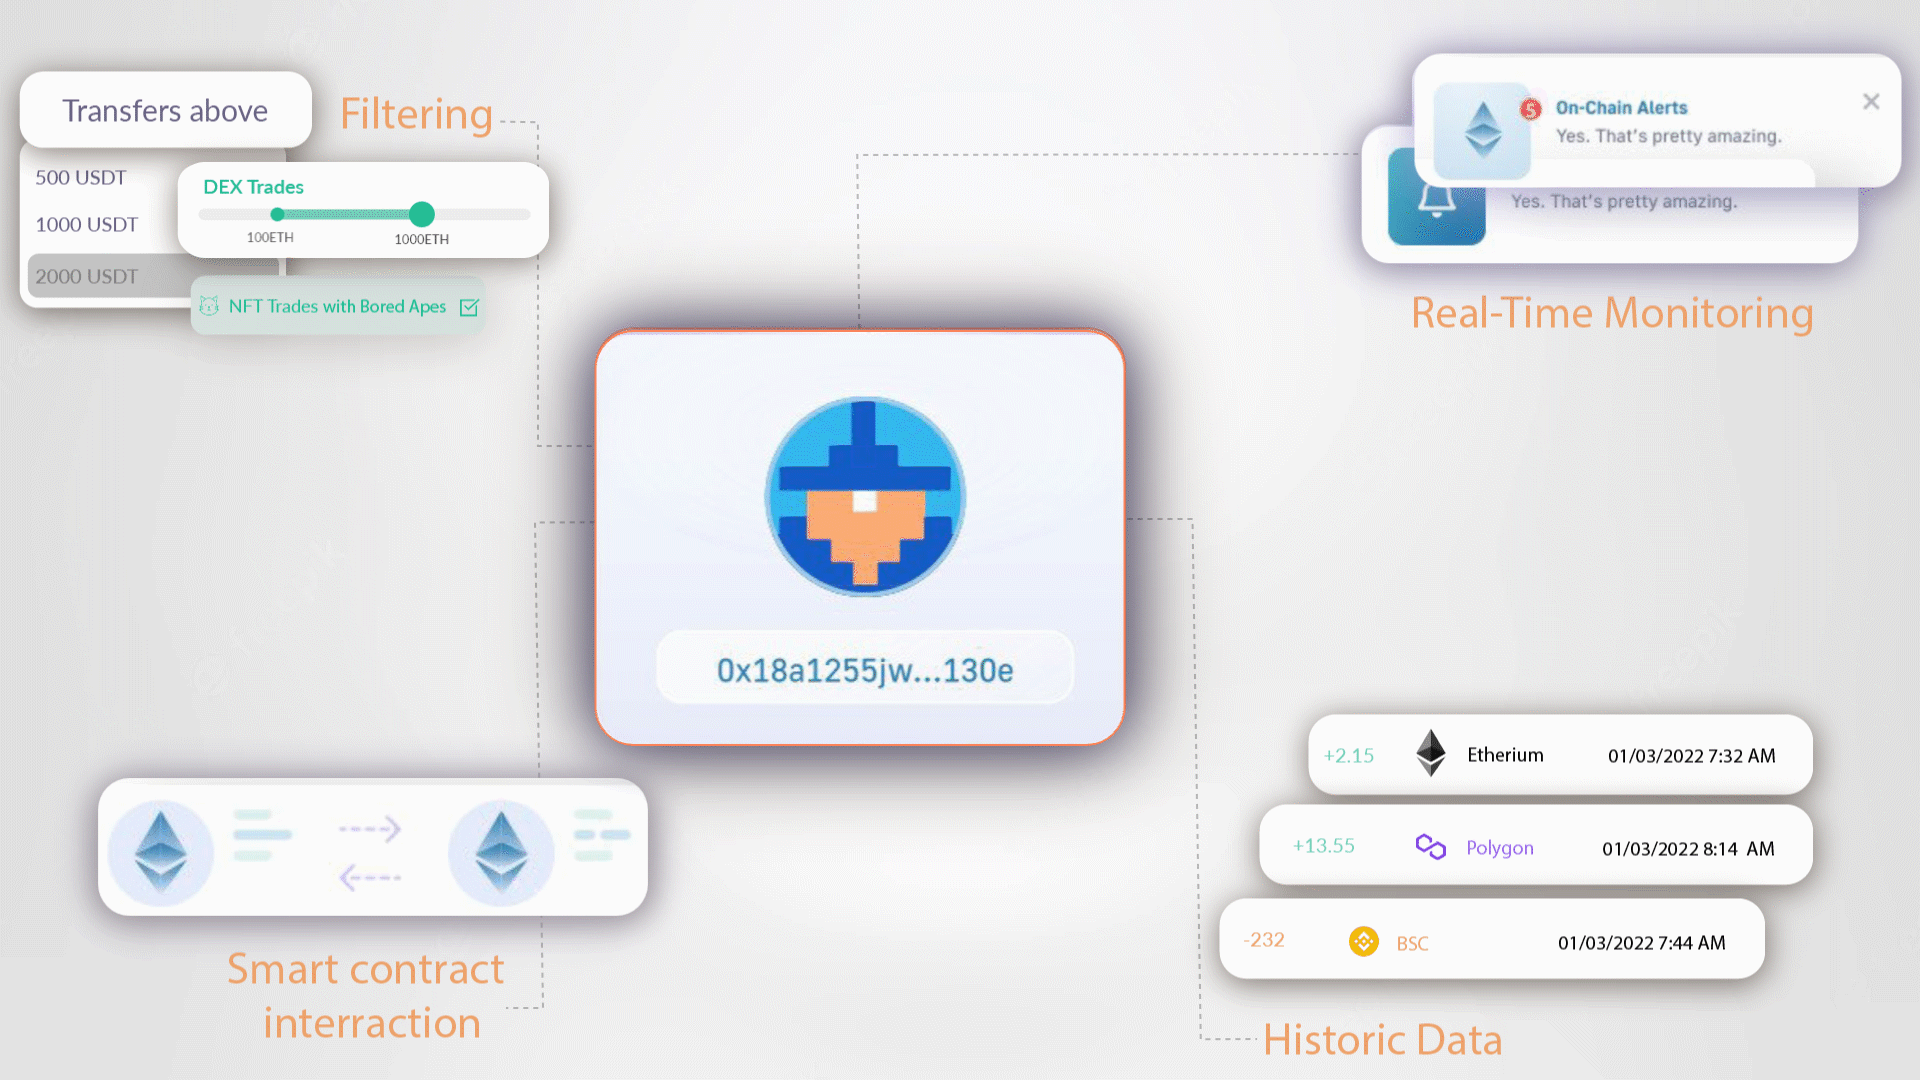 Transfers above
500 USDT
1000 USDT
2000 USDT
Filtering
DEX Trades
100ETH
1000ETH
NFT Trades with Bored Apes
5
On-Chain Alerts
Yes. That's pretty amazing.
Yes. That's pretty amazing.
Real-Time Monitoring
0x18a1255jw...130e
Smart contract
interraction
+2.15 Etherium 01/03/2022 7:32 AM
+13.55 Polygon 01/03/2022 8:14 AM
-232 BSC 01/03/2022 7:44 AM
Historic Data
freepik